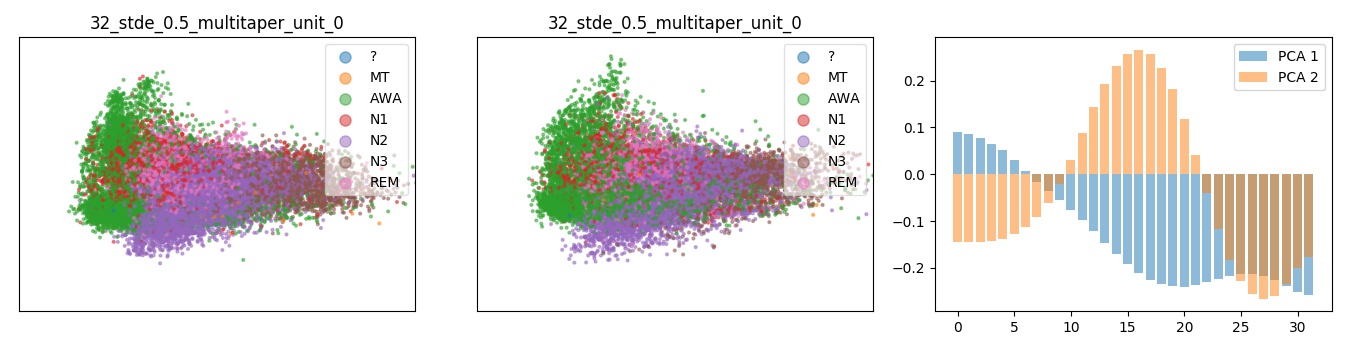 32_stde_0.5_multitaper_unit_0
?
MT
AWA
N1
N2
N3
REM
32_stde_0.5_multitaper_unit_0
?
MT
AWA
N1
N2
N3
REM
PCA 1
PCA 2
0.2
0.1
0.0
−0.1
−0.2
0 5 10 15 20 25 30